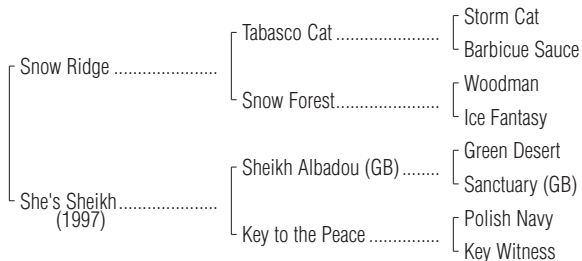 Storm Cat
Tabasco Cat ....................
Barbicue Sauce
Snow Ridge ....................
Woodman
Snow Forest....................
Ice Fantasy
Green Desert
Sheikh Albadou (GB) ........
Sanctuary (GB)
She's Sheikh....................
(1997)
Polish Navy
Key to the Peace ..............
Key Witness